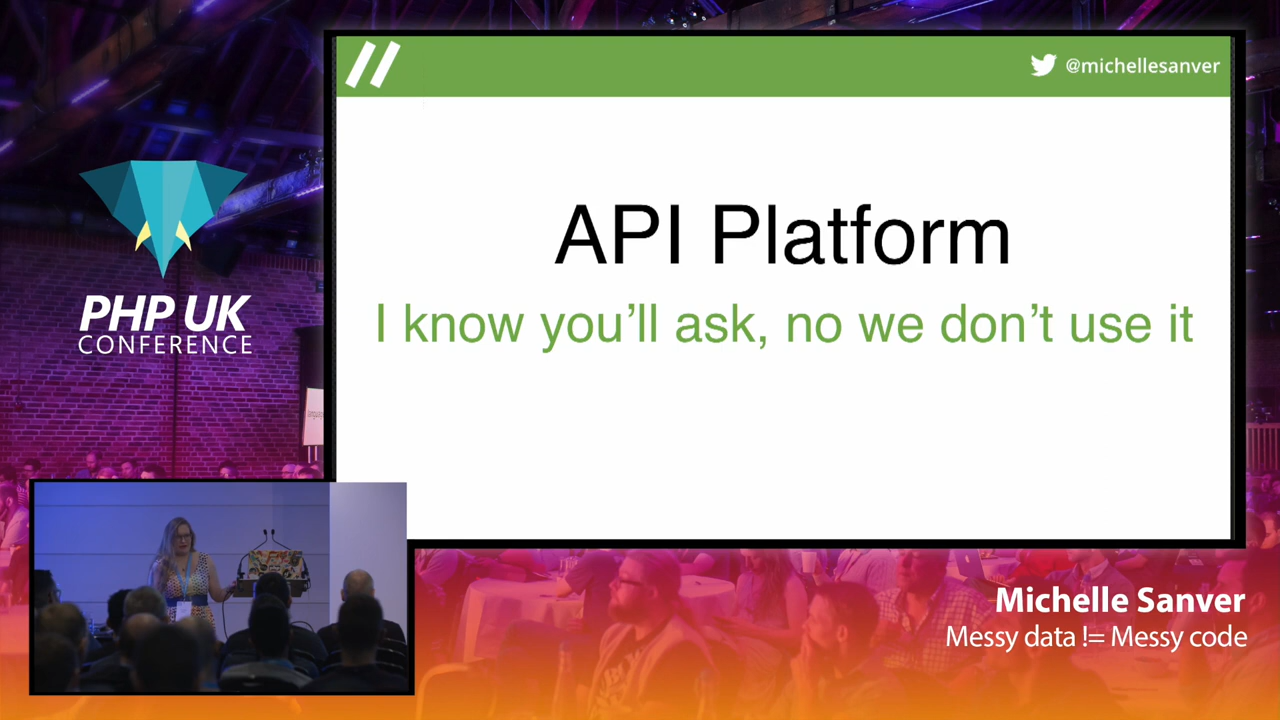 @michellesanver
API Platform
I know you'll ask, no we don't use it
PHP UK
CONFERENCE
Michelle Sanver
Messy data != Messy code